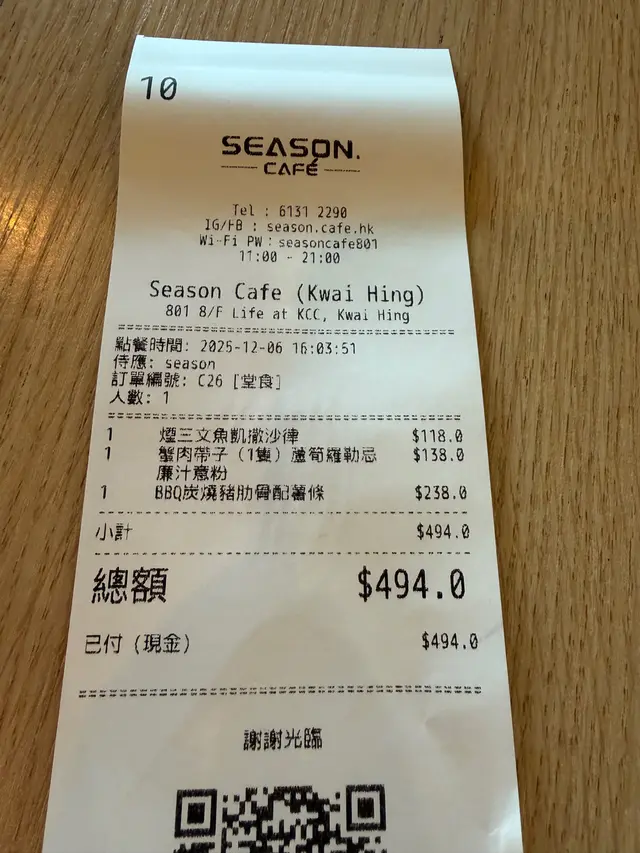 10
SEASON.
CAFÉ
Tel : 6131 2290
IG/FB : season.cafe.hk
Wi-Fi PW : seasoncafe801
11:00 - 21:00
Season Cafe (Kwai Hing)
801 8/F Life at KCC, Kwai Hing
點餐時間: 2025-12-06 16:03:51
侍應: season
訂單編號: C26 [堂食]
人數: 1
1 煙三文魚凱撒沙律 $118.0
1 蟹肉帶子（1隻）蘆筍羅勒忌 $138.0
廉汁意粉
1 BBQ炭燒豬肋骨配薯條 $238.0
小計 $494.0
總額 $494.0
已付（現金） $494.0
謝謝光臨